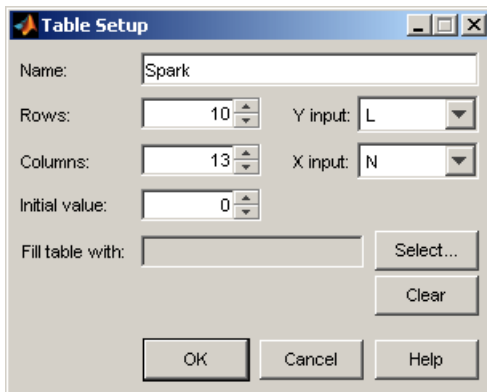 Table Setup
Name: Spark
Rows: 10 Y input: L
Columns: 13 X input: N
Initial value: 0
Fill table with: Select...
Clear
OK Cancel Help